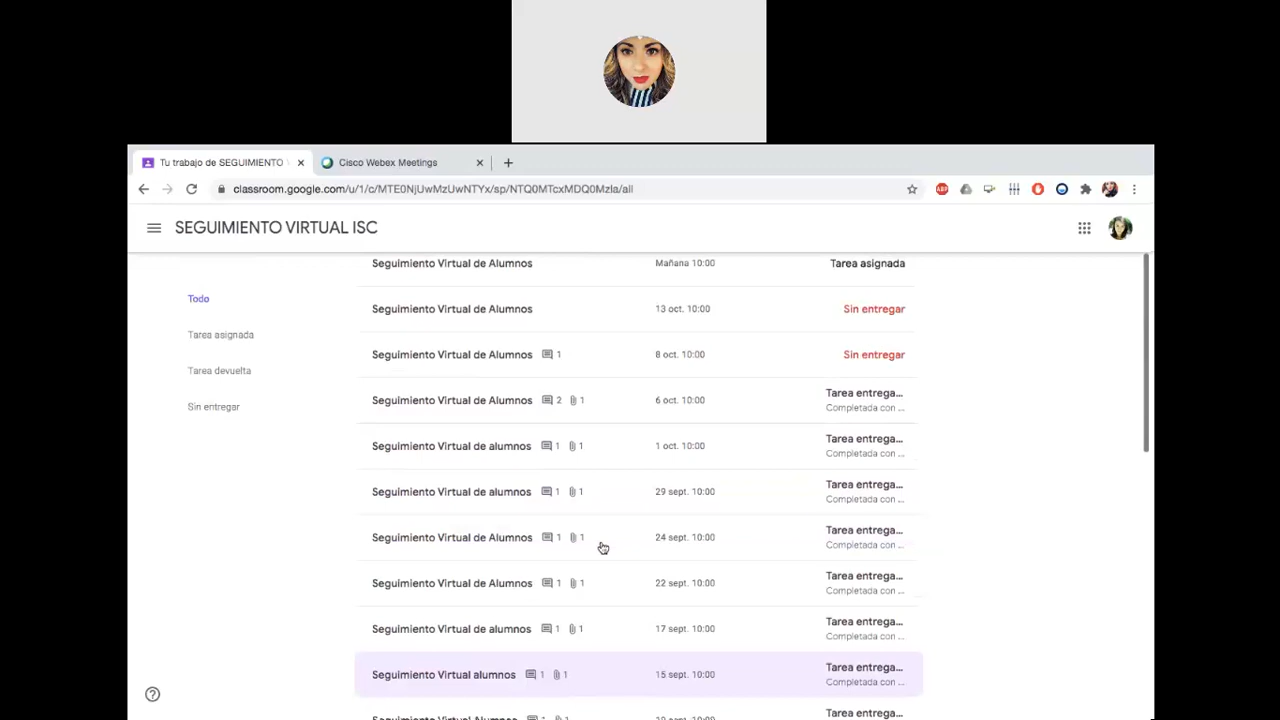 Tu trabajo de SEGUIMIENTO
Cisco Webex Meetings
classroom.google.com/u/1/c/MTE0NjUwMzUwNTYx/sp/NTQ0MTcxMDQ0Mzla/all
ABP
SEGUIMIENTO VIRTUAL ISC
Todo
Tarea asignada
Tarea devuelta
Sin entregar
Seguimiento Virtual de Alumnos Mañana 10:00 Tarea asignada
Seguimiento Virtual de Alumnos 13 oct. 10:00 Sin entregar
Seguimiento Virtual de Alumnos 1 8 oct. 10:00 Sin entregar
Seguimiento Virtual de Alumnos 2 1 6 oct. 10:00 Tarea entrega...
Completada con ...
Seguimiento Virtual de alumnos 1 1 1 oct. 10:00 Tarea entrega...
Completada con ...
Seguimiento Virtual de alumnos 1 1 29 sept. 10:00 Tarea entrega...
Completada con ...
Seguimiento Virtual de Alumnos 1 1 24 sept. 10:00 Tarea entrega...
Completada con ...
Seguimiento Virtual de Alumnos 1 1 22 sept. 10:00 Tarea entrega...
Completada con ...
Seguimiento Virtual de alumnos 1 1 17 sept. 10:00 Tarea entrega...
Completada con ...
Seguimiento Virtual alumnos 1 1 15 sept. 10:00 Tarea entrega...
Completada con ...
Tarea entrega...